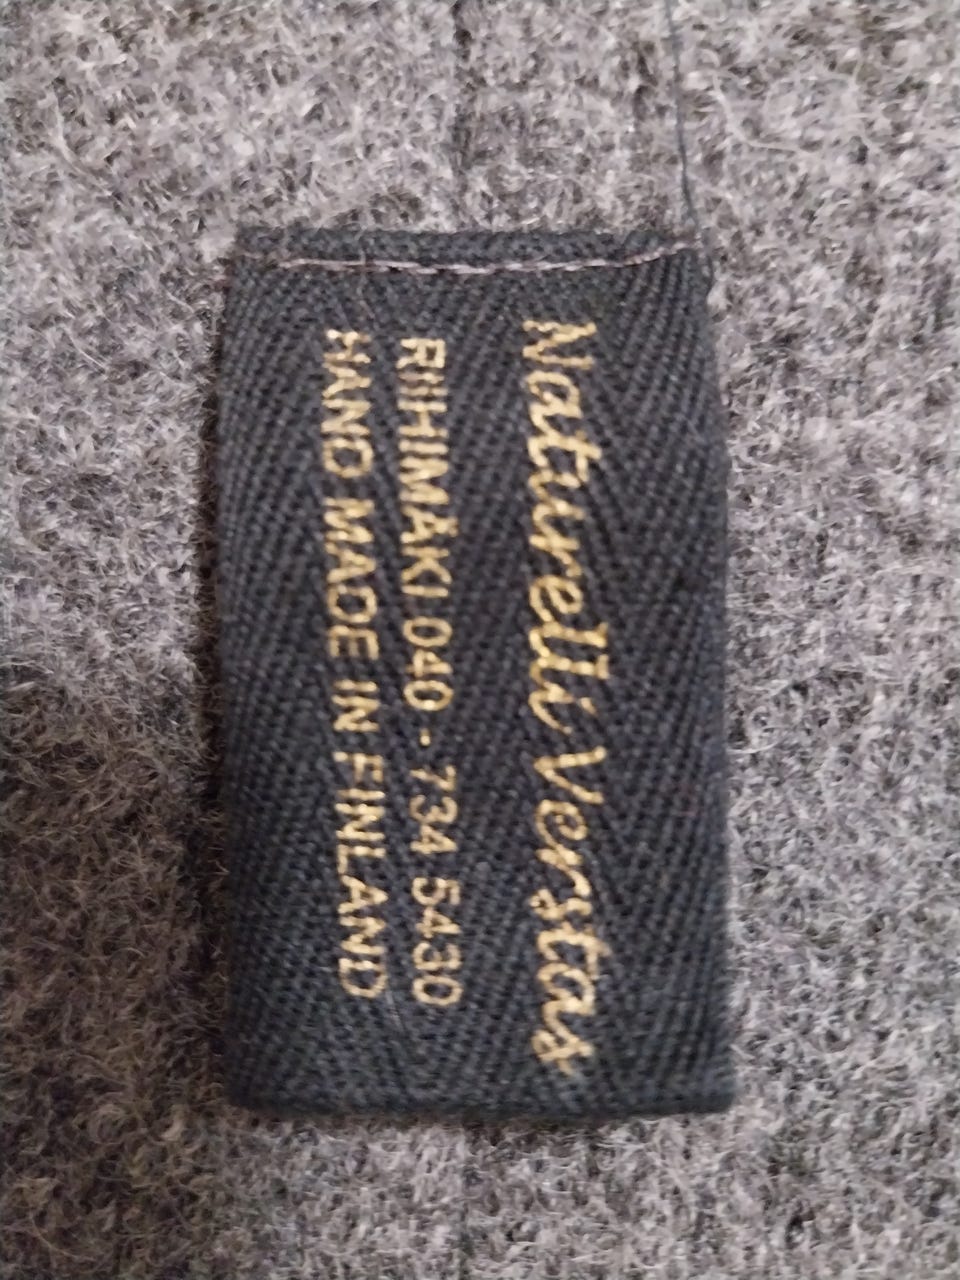 Naturelli Verstas
RIIHIMÄKI 040 - 734 5430
HAND MADE IN FINLAND